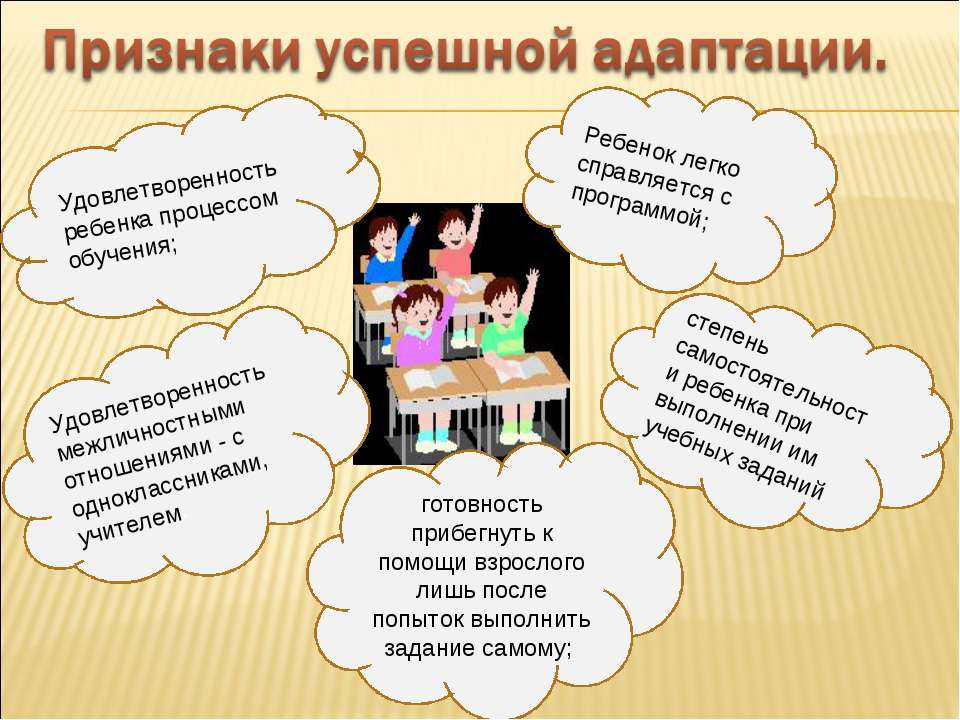 Признаки успешной адаптации.
Удовлетворенность
ребенка процессом
обучения;
Ребенок легко
справляется с
программой;
Удовлетворенность
межличностными
отношениями - с
одноклассниками,
учителем
степень
самостоятельност
и ребенка при
выполнении им
учебных заданий
готовность
прибегнуть к
помощи взрослого
лишь после
попыток выполнить
задание самому;